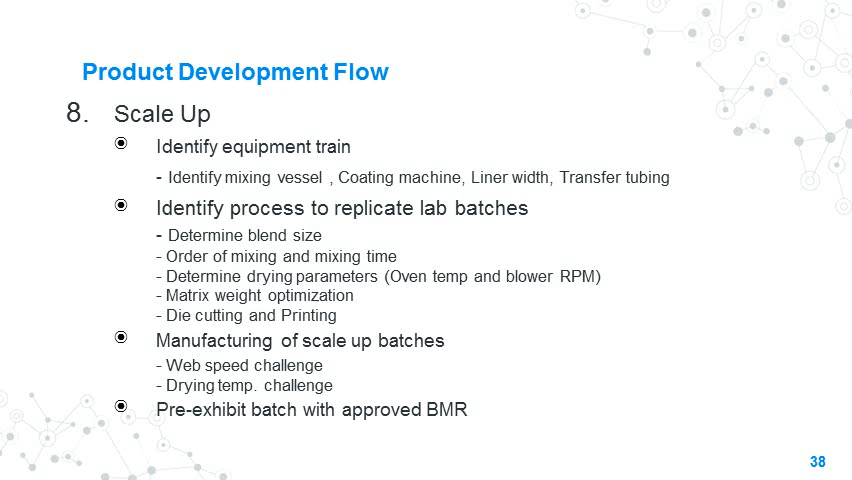 Product Development Flow
8. Scale Up
Identify equipment train
- Identify mixing vessel , Coating machine, Liner width, Transfer tubing
Identify process to replicate lab batches
- Determine blend size
- Order of mixing and mixing time
- Determine drying parameters (Oven temp and blower RPM)
- Matrix weight optimization
- Die cutting and Printing
Manufacturing of scale up batches
- Web speed challenge
- Drying temp. challenge
Pre-exhibit batch with approved BMR
38